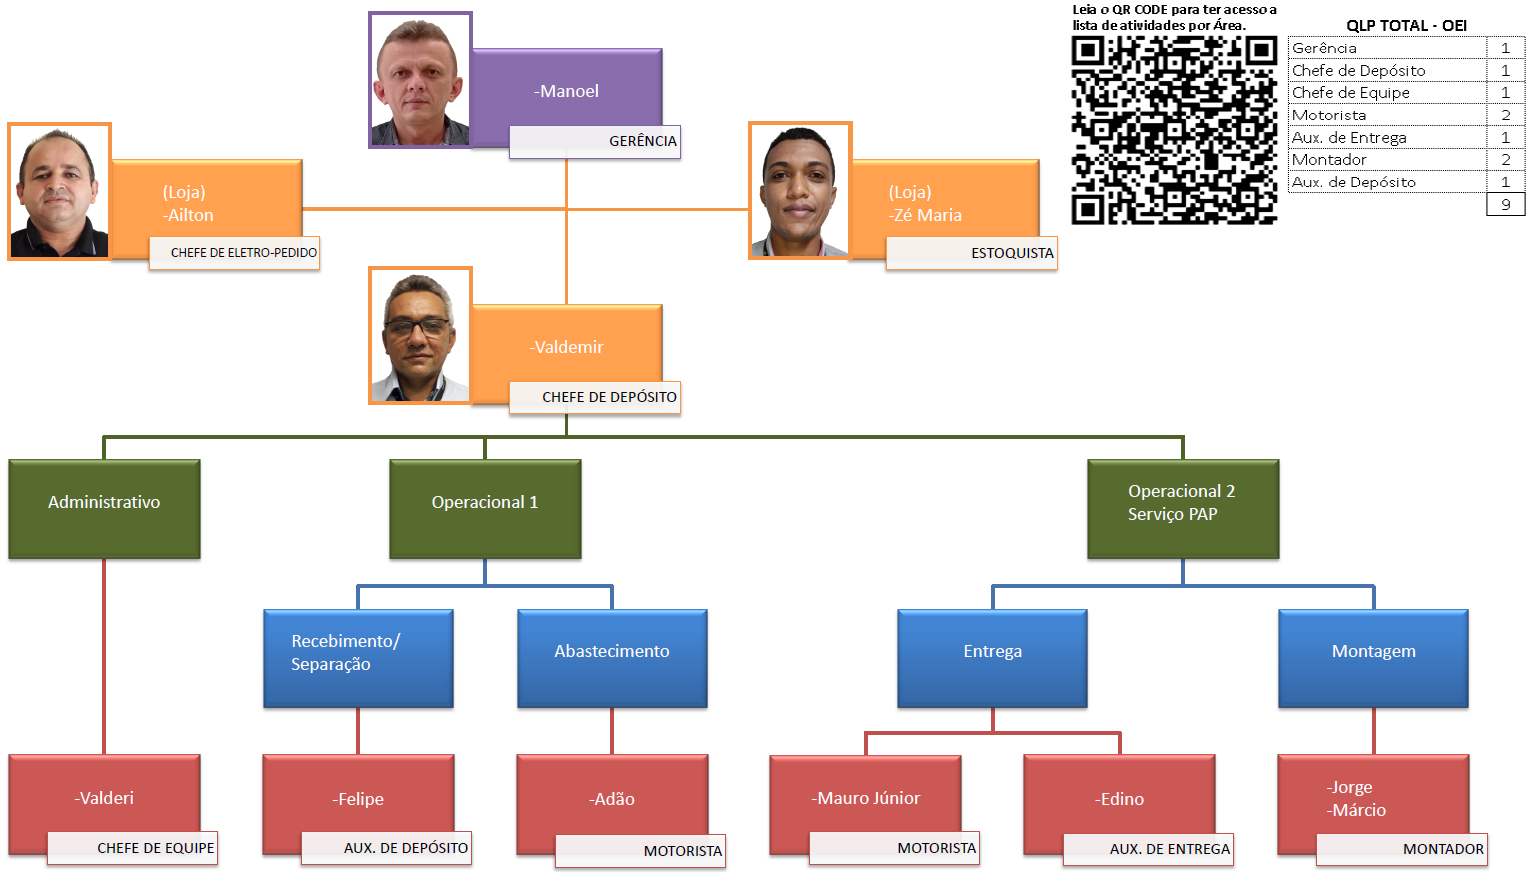 Leia o QR CODE para ter acesso a
lista de atividades por Área.
QLP TOTAL - OEI
Gerência 1
Chefe de Depósito 1
Chefe de Equipe 1
Motorista 2
Aux. de Entrega 1
Montador 2
Aux. de Depósito 1
9
-Manoel
GERÊNCIA
(Loja)
-Ailton
CHEFE DE ELETRO-PEDIDO
(Loja)
-Zé Maria
ESTOQUISTA
-Valdemir
CHEFE DE DEPÓSITO
Administrativo
Operacional 1
Operacional 2
Serviço PAP
Recebimento/
Separação
Abastecimento
Entrega
Montagem
-Valderi
CHEFE DE EQUIPE
-Felipe
AUX. DE DEPÓSITO
-Adão
MOTORISTA
-Mauro Júnior
MOTORISTA
-Edino
AUX. DE ENTREGA
-Jorge
-Márcio
MONTADOR